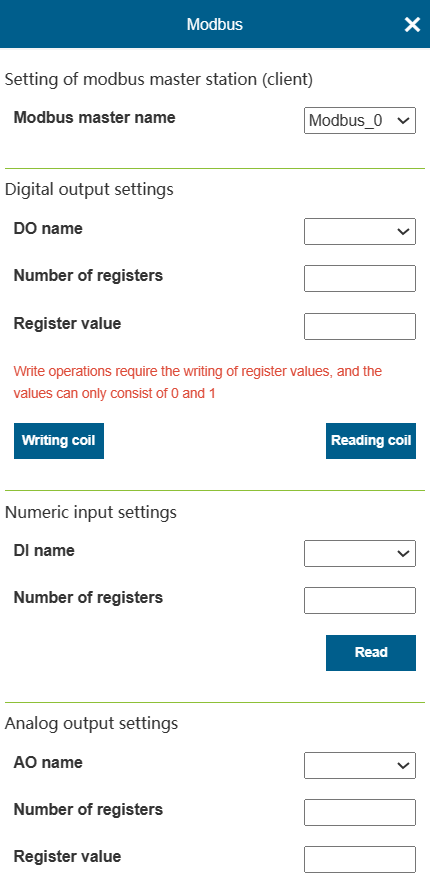 Modbus
Setting of modbus master station (client)
Modbus master name
Modbus_0
Digital output settings
DO name
Number of registers
Register value
Write operations require the writing of register values, and the
values can only consist of 0 and 1
Writing coil
Reading coil
Numeric input settings
DI name
Number of registers
Read
Analog output settings
AO name
Number of registers
Register value